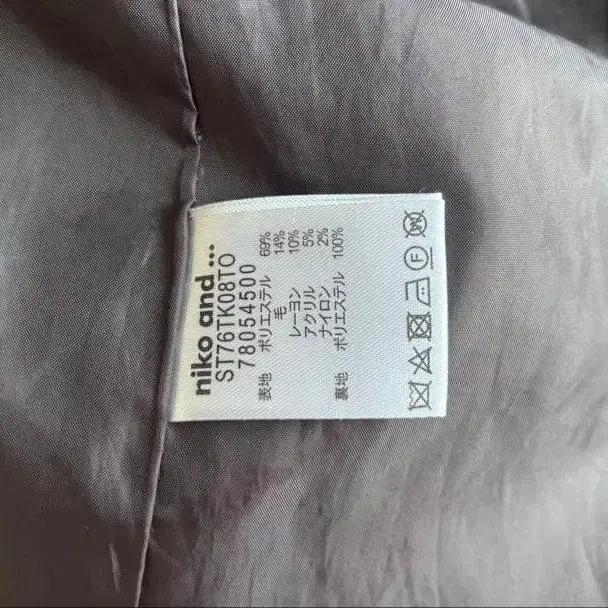 niko and ...
ST76TK08TO
78054500
表地 ポリエステル 69%
毛 14%
レーヨン 10%
アクリル 5%
ナイロン 2%
裏地 ポリエステル 100%
F
W